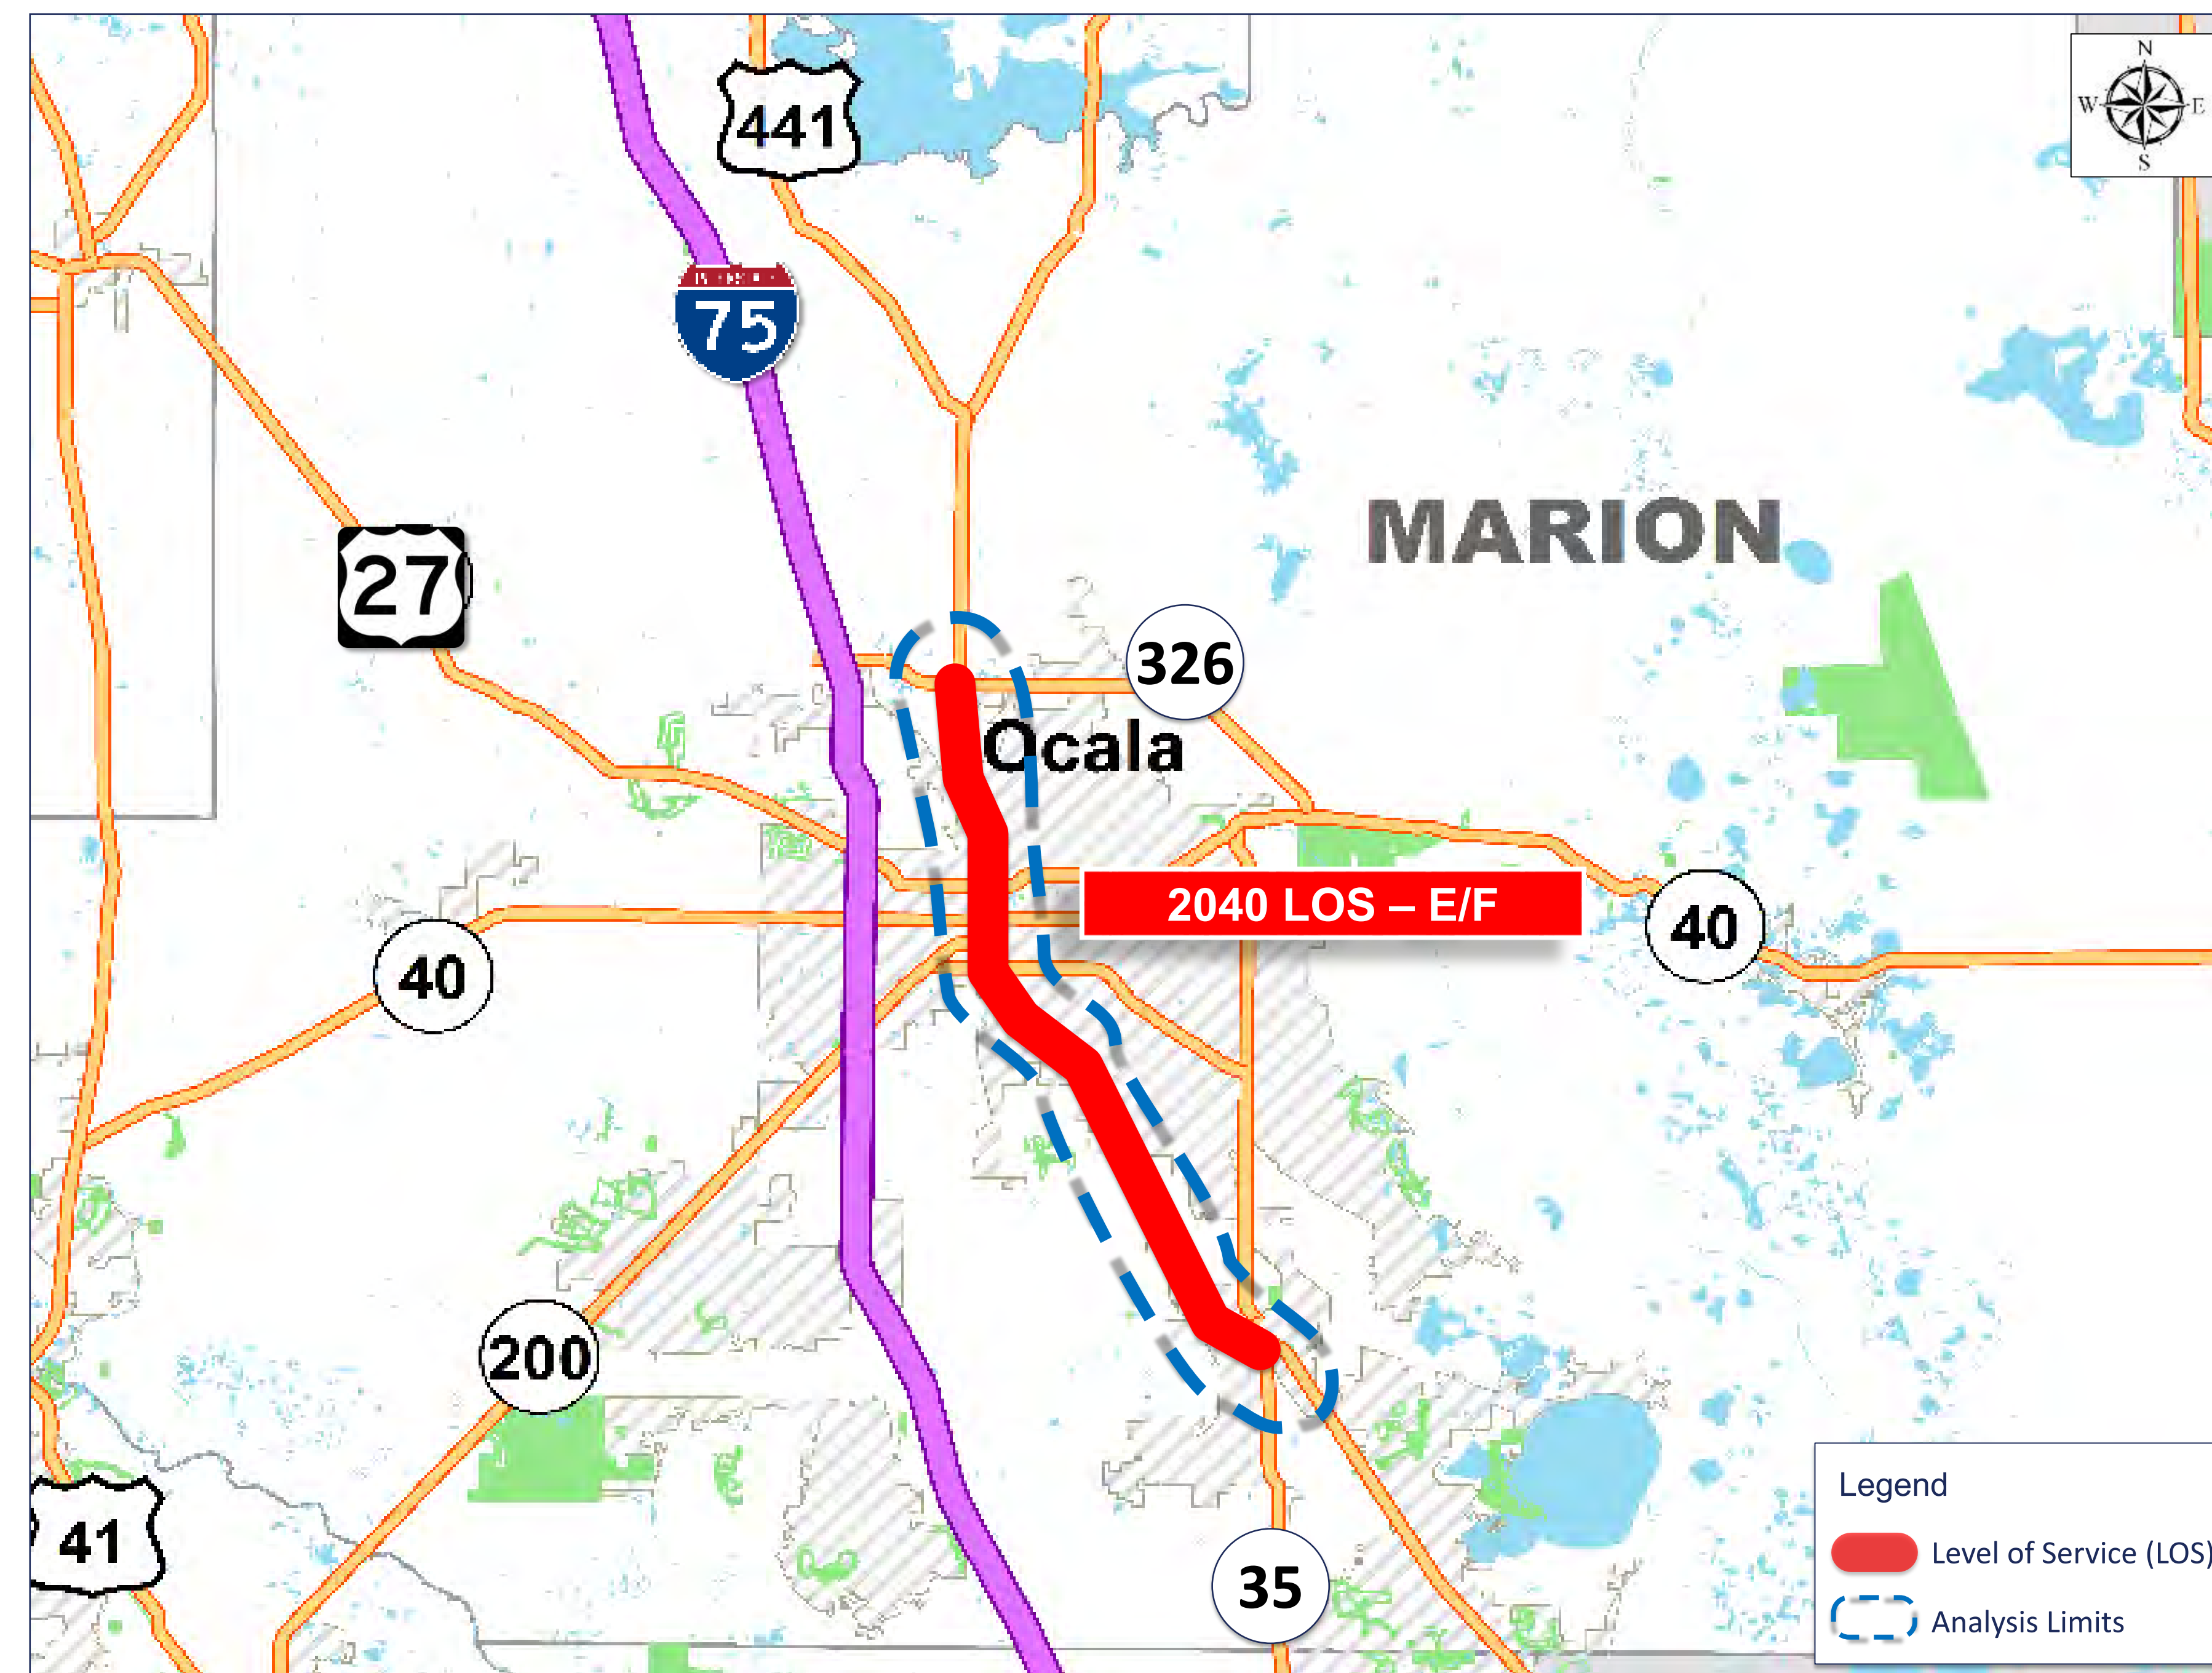 N
W E
S
441
75
MARION
27
326
Ocala
2040 LOS – E/F
40
40
200
41
35
Legend
Level of Service (LOS)
Analysis Limits